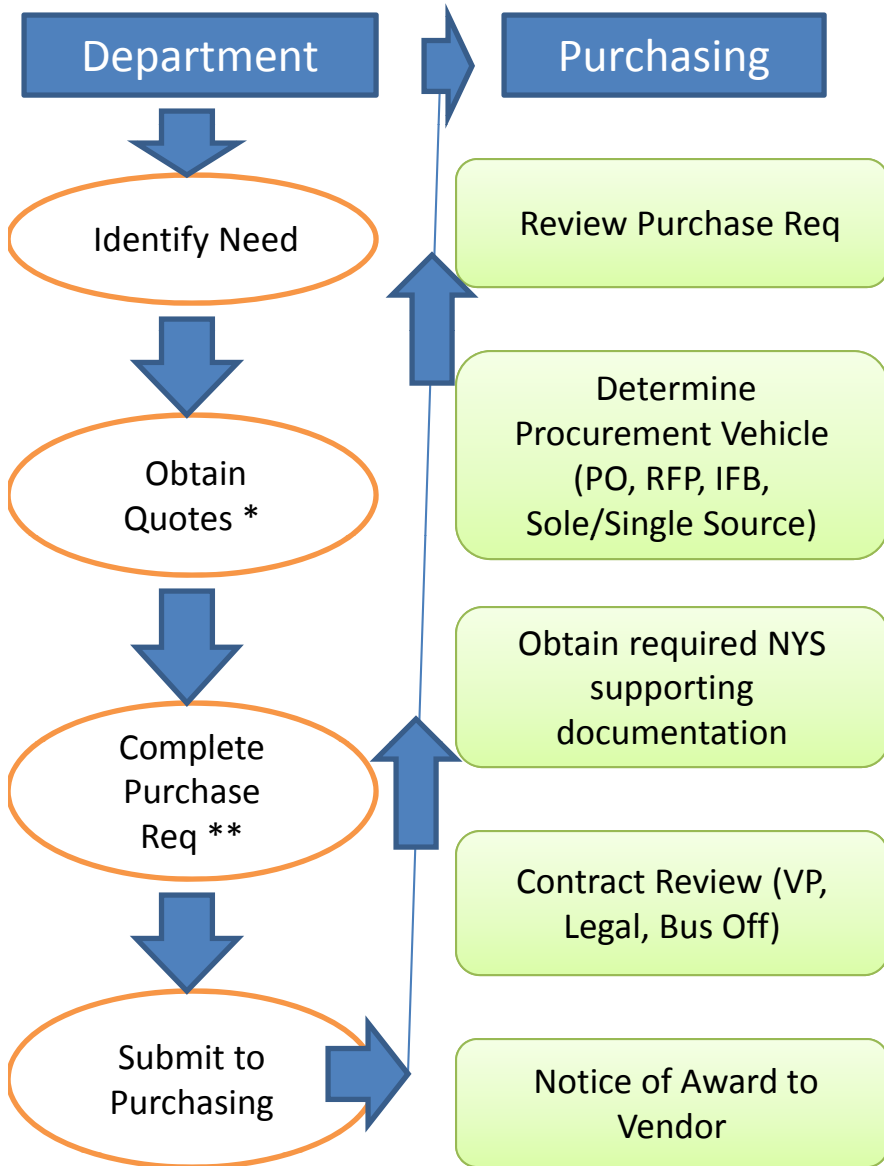 Department
Identify Need
Obtain
Quotes *
Complete
Purchase
Req **
Submit to
Purchasing
Purchasing
Review Purchase Req
Determine
Procurement Vehicle
(PO, RFP, IFB,
Sole/Single Source)
Obtain required NYS
supporting
documentation
Contract Review (VP,
Legal, Bus Off)
Notice of Award to
Vendor